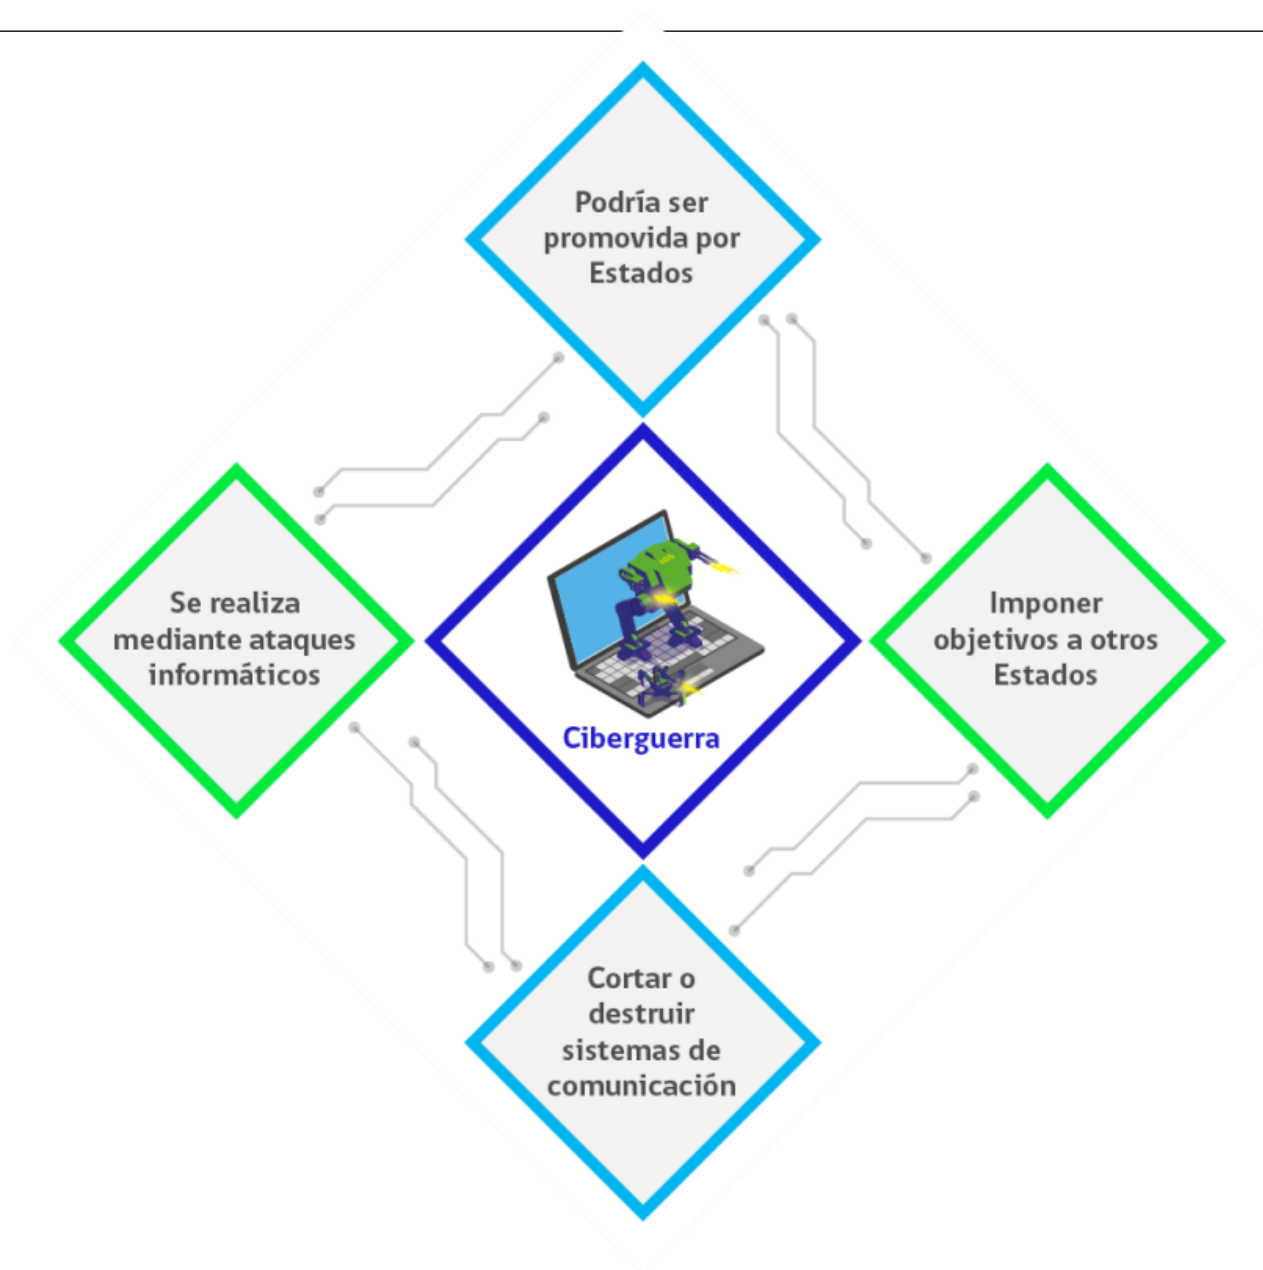 Podría ser
promovida por
Estados
Se realiza
mediante ataques
informáticos
Ciberguerra
Imponer
objetivos a otros
Estados
Cortar o
destruir
sistemas de
comunicación